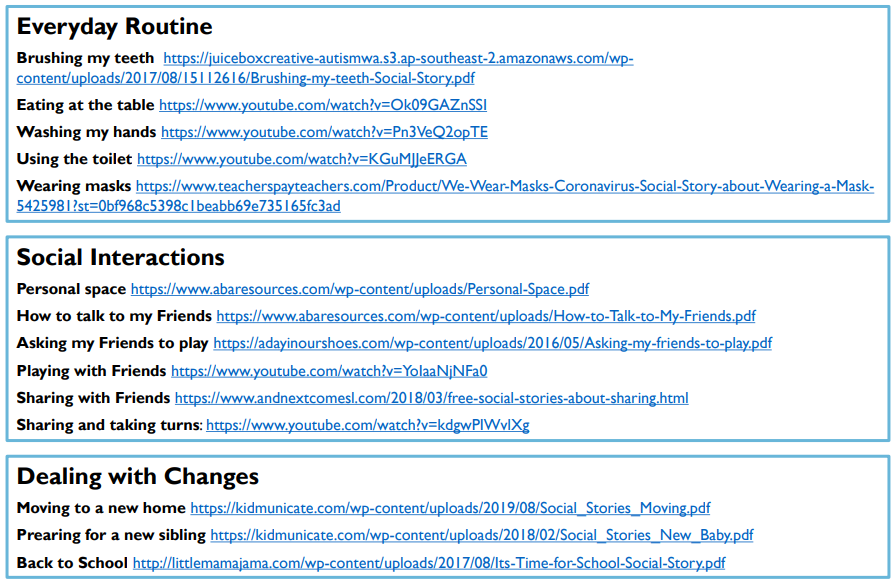 Everyday Routine
Brushing my teeth https://juiceboxcreative-autismwa.s3.ap-southeast-2.amazonaws.com/wp-
content/uploads/2017/08/15112616/Brushing-my-teeth-Social-Story.pdf
Eating at the table https://www.youtube.com/watch?v=Ok09GAZnSSI
Washing my hands https://www.youtube.com/watch?v=Pn3VeQ2opTE
Using the toilet https://www.youtube.com/watch?v=KGuMJJeERGA
Wearing masks https://www.teacherspayteachers.com/Product/We-Wear-Masks-Coronavirus-Social-Story-about-Wearing-a-Mask-
5425981?st=0bf968c5398c1beabb69e735165fc3ad
Social Interactions
Personal space https://www.abaresources.com/wp-content/uploads/Personal-Space.pdf
How to talk to my Friends https://www.abaresources.com/wp-content/uploads/How-to-Talk-to-My-Friends.pdf
Asking my Friends to play https://adayinourshoes.com/wp-content/uploads/2016/05/Asking-my-friends-to-play.pdf
Playing with Friends https://www.youtube.com/watch?v=YoIaaNjNFa0
Sharing with Friends https://www.andnextcomesl.com/2018/03/free-social-stories-about-sharing.html
Sharing and taking turns: https://www.youtube.com/watch?v=kdgwPlWvlXg
Dealing with Changes
Moving to a new home https://kidmunicate.com/wp-content/uploads/2019/08/Social_Stories_Moving.pdf
Prearing for a new sibling https://kidmunicate.com/wp-content/uploads/2018/02/Social_Stories_New_Baby.pdf
Back to School http://littlemamajama.com/wp-content/uploads/2017/08/Its-Time-for-School-Social-Story.pdf